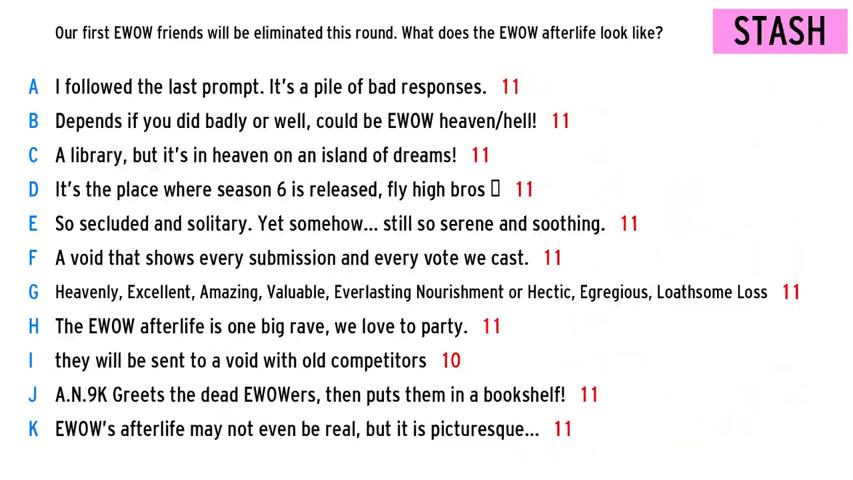 Our first EWOW friends will be eliminated this round. What does the EWOW afterlife look like?
STASH
A I followed the last prompt. It's a pile of bad responses. 11
B Depends if you did badly or well, could be EWOW heaven/hell! 11
C A library, but it's in heaven on an island of dreams! 11
D It's the place where season 6 is released, fly high bros 11
E So secluded and solitary. Yet somehow... still so serene and soothing. 11
F A void that shows every submission and every vote we cast. 11
G Heavenly, Excellent, Amazing, Valuable, Everlasting Nourishment or Hectic, Egregious, Loathsome Loss 11
H The EWOW afterlife is one big rave, we love to party. 11
I they will be sent to a void with old competitors 10
J A.N.9K Greets the dead EWOWers, then puts them in a bookshelf! 11
K EWOW's afterlife may not even be real, but it is picturesque... 11